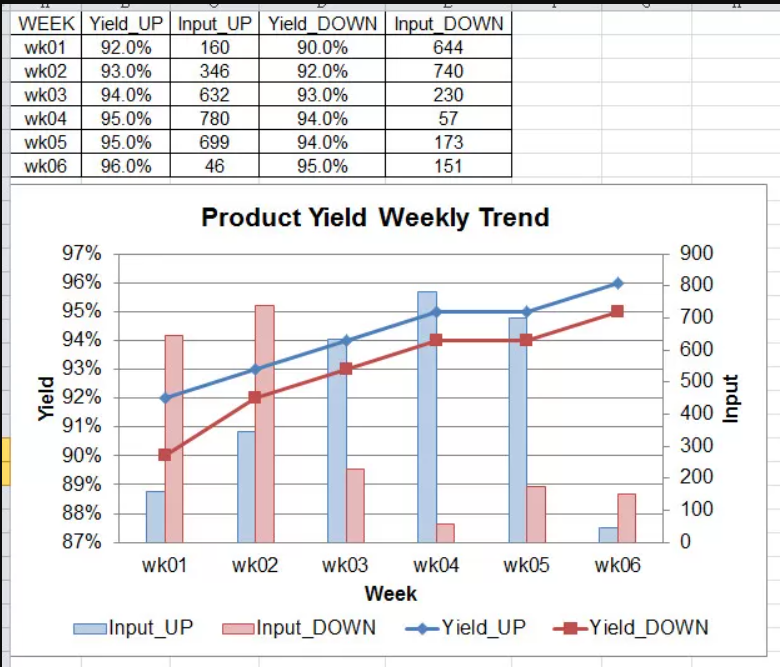 WEEK Yield_UP Input_UP Yield_DOWN Input_DOWN
wk01 92.0% 160 90.0% 644
wk02 93.0% 346 92.0% 740
wk03 94.0% 632 93.0% 230
wk04 95.0% 780 94.0% 57
wk05 95.0% 699 94.0% 173
wk06 96.0% 46 95.0% 151
Product Yield Weekly Trend
97% 900
96% 800
95% 700
94% 600
93% 500
92% 400
91% 300
90% 200
89% 100
88% 0
87%
Yield
Input
wk01 wk02 wk03 wk04 wk05 wk06
Week
Input_UP Input_DOWN Yield_UP Yield_DOWN